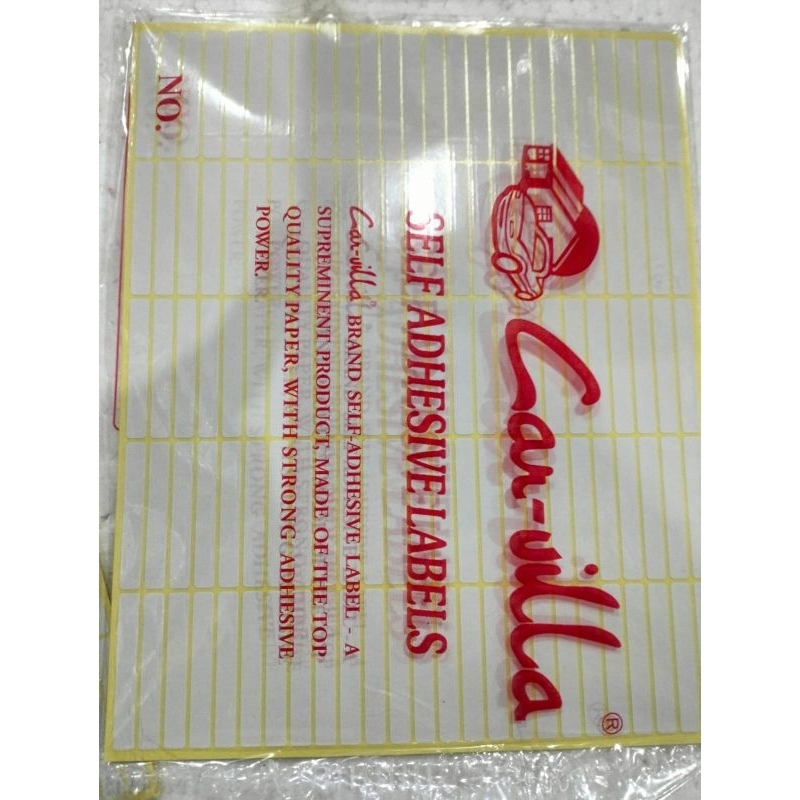 Car-villa®
SELF ADHESIVE LABELS
Car-villa BRAND SELF-ADHESIVE LABEL - A
SUPREMINENT PRODUCT, MADE OF THE TOP
QUALITY PAPER, WITH STRONG ADHESIVE
POWER.
NO.